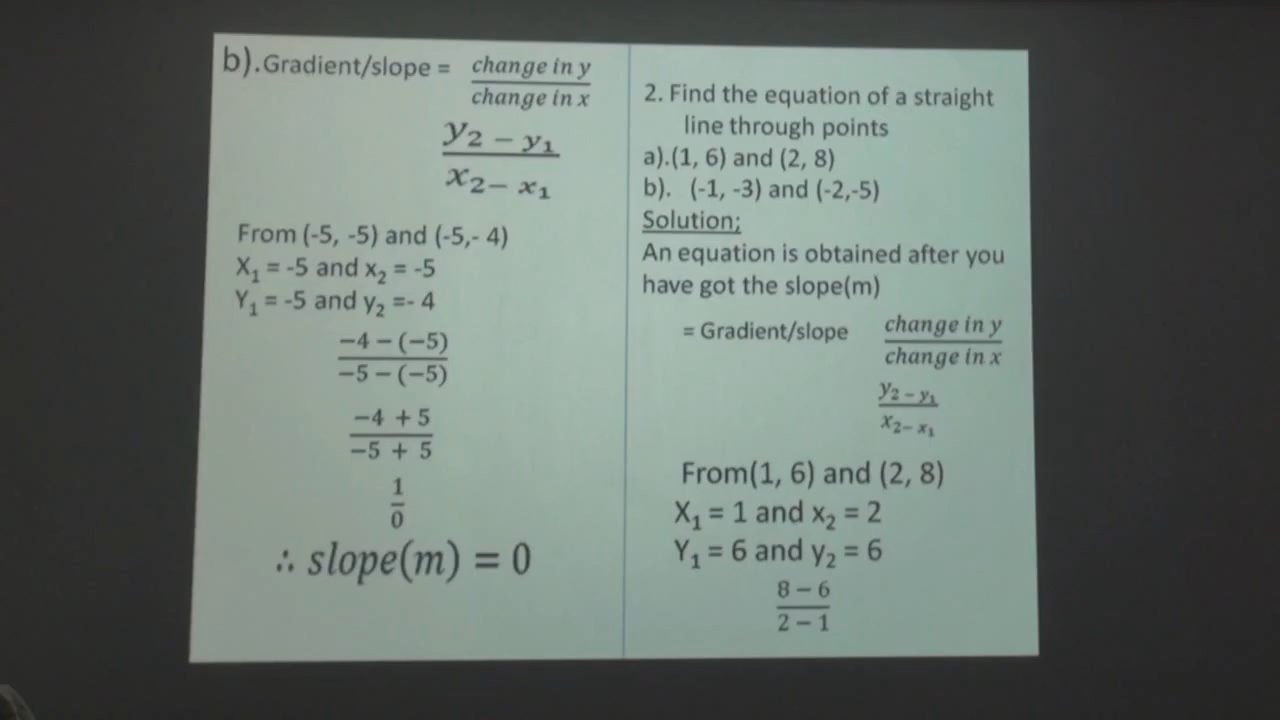 b).Gradient/slope = change in y / change in x
y₂ − y₁ / x₂− x₁
From (-5, -5) and (-5,- 4)
X₁ = -5 and x₂ = -5
Y₁ = -5 and y₂ =- 4
−4 − (−5) / −5 − (−5)
−4 + 5 / −5 + 5
1 / 0
∴ slope(m) = 0
2. Find the equation of a straight
line through points
a).(1, 6) and (2, 8)
b). (-1, -3) and (-2,-5)
Solution;
An equation is obtained after you
have got the slope(m)
= Gradient/slope change in y / change in x
y₂ − y₁ / x₂− x₁
From(1, 6) and (2, 8)
X₁ = 1 and x₂ = 2
Y₁ = 6 and y₂ = 6
8 − 6 / 2 − 1